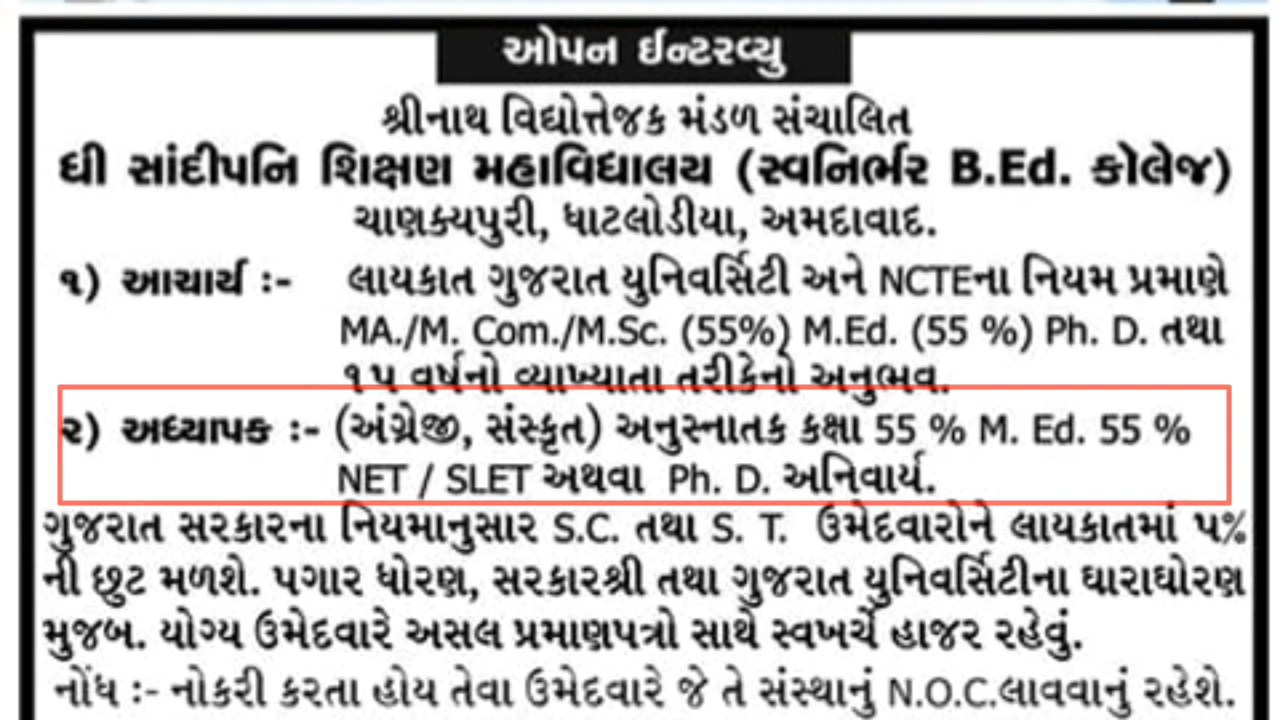 ઓપન ઈન્ટરવ્યુ
શ્રીનાથ વિદ્યોત્તેજક મંડળ સંચાલિત
ધી સાંદીપનિ શિક્ષણ મહાવિધાલય (સ્વનિર્ભર B.Ed. કોલેજ)
ચાણક્યપુરી, ધાટલોડીયા, અમદાવાદ.
૧) આચાર્ય ઃ- લાયકાત ગુજરાત યુનિવર્સિટી અને NCTEના નિયમ પ્રમાણે
MA./M. Com./M.Sc. (55%) M.Ed. (55 %) Ph. D. તથા
૧૫ વર્ષનો વ્યાખ્યાતા તરીકેનો અનુભવ.
૨) અધ્યાપક ઃ- (અંગ્રેજી, સંસ્કૃત) અનુસ્નાતક કક્ષા 55 % M. Ed. 55 %
NET / SLET અથવા Ph. D. અનિવાર્ય.
ગુજરાત સરકારના નિયમાનુસાર S.C. તથા S. T. ઉમેદવારોને લાયકાતમાં ૫%
ની છુટ મળશે. પગાર ધોરણ, સરકારશ્રી તથા ગુજરાત યુનિવર્સિટીના ધારાધોરણ
મુજબ. યોગ્ય ઉમેદવારે અસલ પ્રમાણપત્રો સાથે સ્વખર્ચે હાજર રહેવું.
નોંધ ઃ- નોકરી કરતા હોય તેવા ઉમેદવારે જે તે સંસ્થાનું N.O.C.લાવવાનું રહેશે.